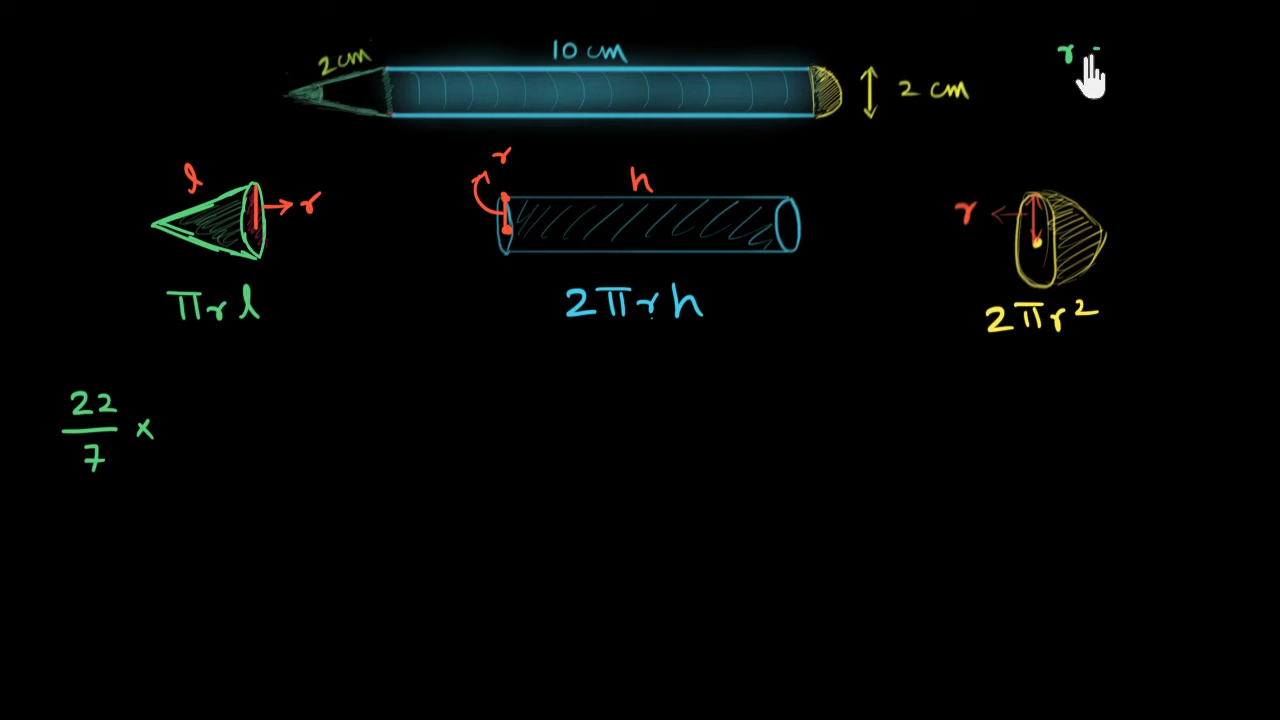 2cm 10 cm 2 cm r =
l r r h r
πrl 2πrh 2πr²
22
7 ×